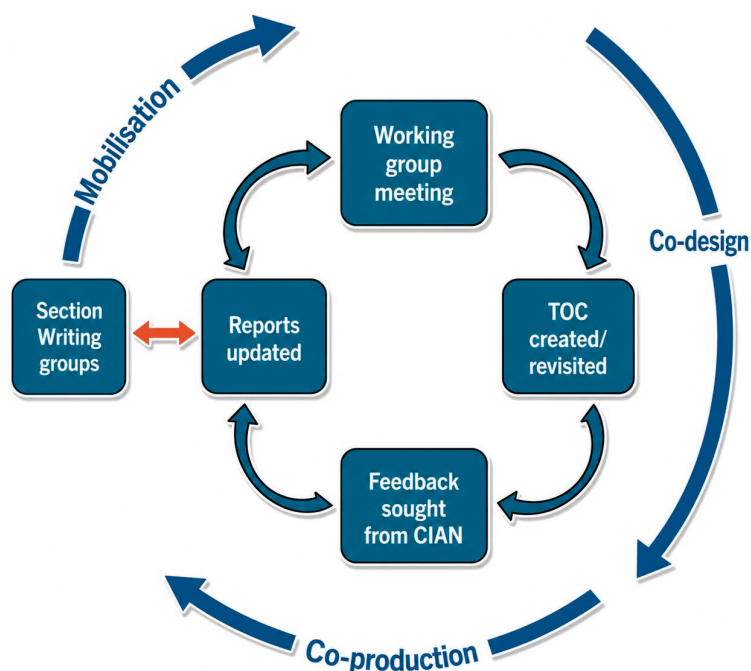 Mobilisation
Working
group
meeting
Co-design
Section
Writing
groups
Reports
updated
TOC
created/
revisited
Feedback
sought
from CIAN
Co-production